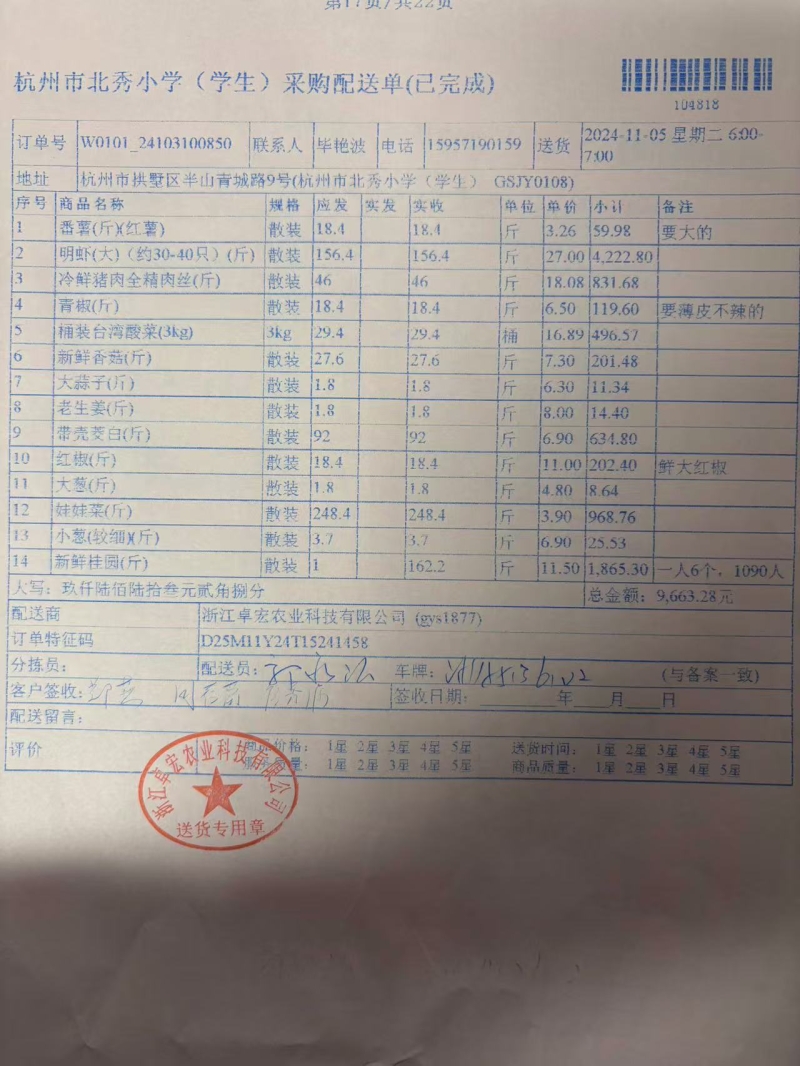 第17页/共22页
杭州市北秀小学（学生）采购配送单(已完成)
104818
订单号 W0101_24103100850 联系人 毕艳波 电话 15957190159 送货 2024-11-05 星期二 6:00-7:00
地址 杭州市拱墅区半山青城路9号(杭州市北秀小学（学生） GSJY0108)
序号 商品名称 规格 应发 实发 实收 单位 单价 小计 备注
1 番薯(斤)(红薯) 散装 18.4 18.4 斤 3.26 59.98 要大的
2 明虾(大)（约30-40只）(斤) 散装 156.4 156.4 斤 27.00 4,222.80
3 冷鲜猪肉全精肉丝(斤) 散装 46 46 斤 18.08 831.68
4 青椒(斤) 散装 18.4 18.4 斤 6.50 119.60 要薄皮不辣的
5 桶装台湾酸菜(3kg) 3kg 29.4 29.4 桶 16.89 496.57
6 新鲜香菇(斤) 散装 27.6 27.6 斤 7.30 201.48
7 大蒜子(斤) 散装 1.8 1.8 斤 6.30 11.34
8 老生姜(斤) 散装 1.8 1.8 斤 8.00 14.40
9 带壳茭白(斤) 散装 92 92 斤 6.90 634.80
10 红椒(斤) 散装 18.4 18.4 斤 11.00 202.40 鲜大红椒
11 大葱(斤) 散装 1.8 1.8 斤 4.80 8.64
12 娃娃菜(斤) 散装 248.4 248.4 斤 3.90 968.76
13 小葱(较细)(斤) 散装 3.7 3.7 斤 6.90 25.53
14 新鲜桂园(斤) 散装 1 162.2 斤 11.50 1,865.30 一人6个，1090人
大写：玖仟陆佰陆拾叁元贰角捌分 总金额：9,663.28元
配送商 浙江卓宏农业科技有限公司 (gys1877)
订单特征码 D25M11Y24T15241458
分拣员： 配送员： 车牌： (与备案一致)
客户签收： 签收日期： 年 月 日
配送留言：
评价 商品价格： 1星 2星 3星 4星 5星 送货时间： 1星 2星 3星 4星 5星
服务质量： 1星 2星 3星 4星 5星 商品质量： 1星 2星 3星 4星 5星
浙江卓宏农业科技有限公司
送货专用章